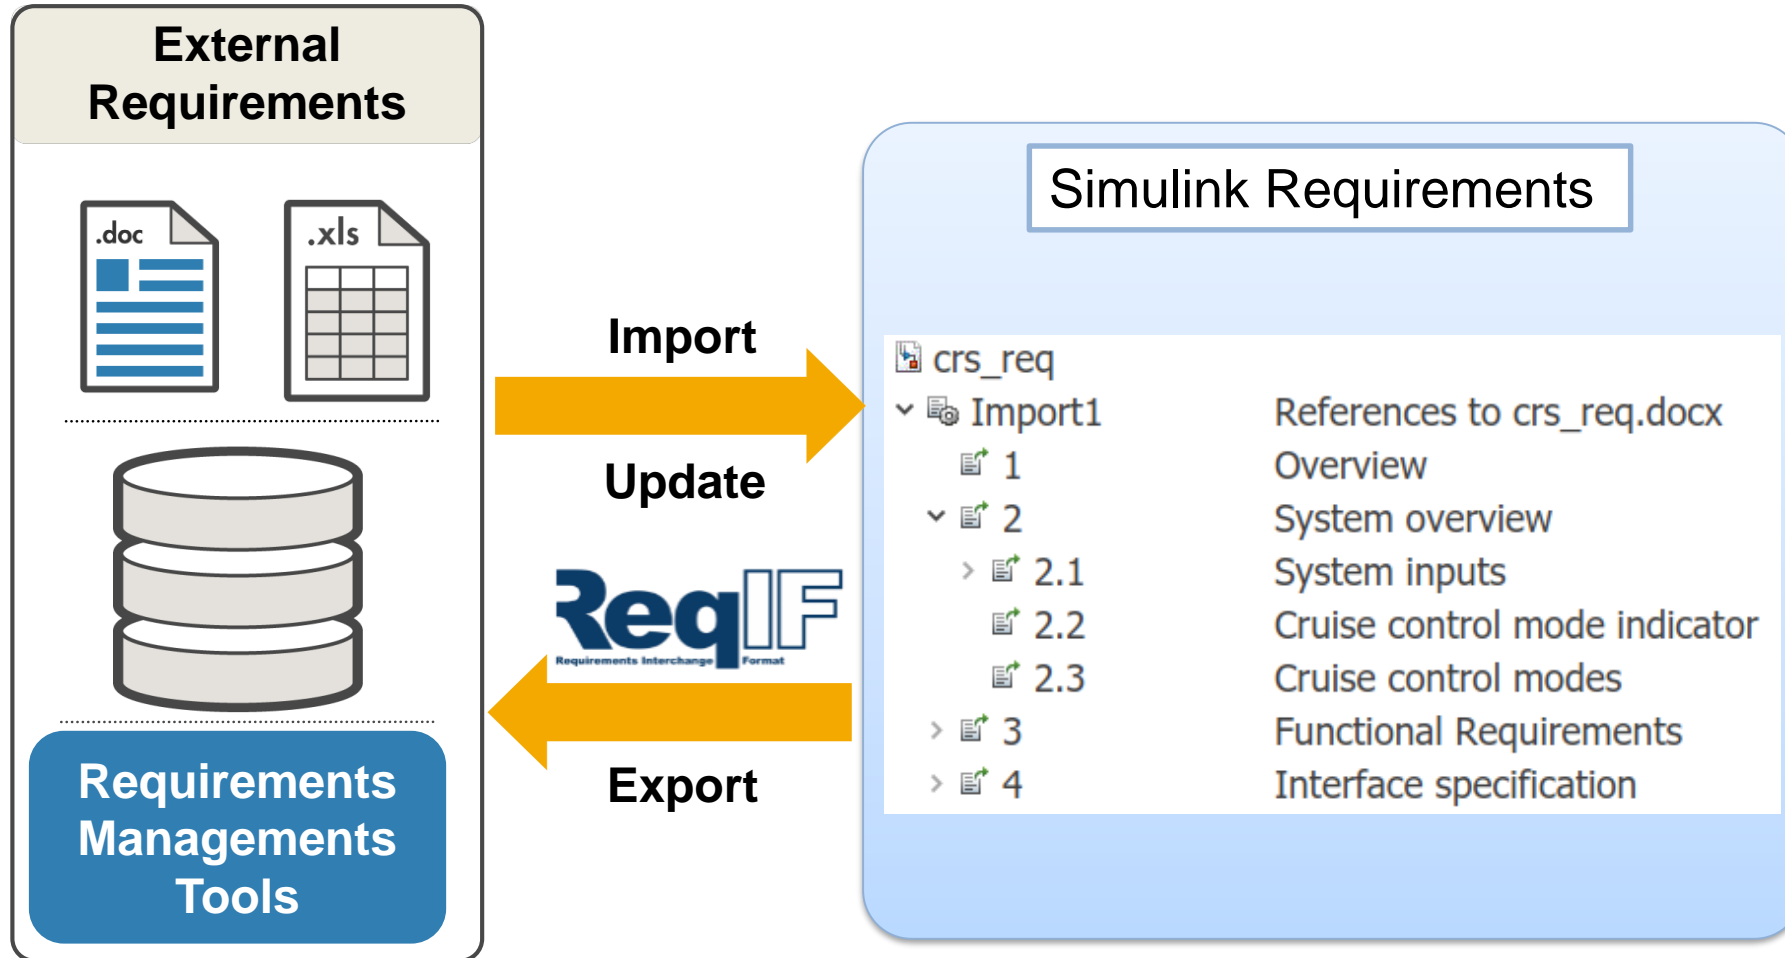 External
Requirements
.doc
.xls
Requirements
Managements
Tools
Import
Update
ReqIF
Requirements Interchange Format
Export
Simulink Requirements
crs_req
Import1 References to crs_req.docx
1 Overview
2 System overview
2.1 System inputs
2.2 Cruise control mode indicator
2.3 Cruise control modes
3 Functional Requirements
4 Interface specification